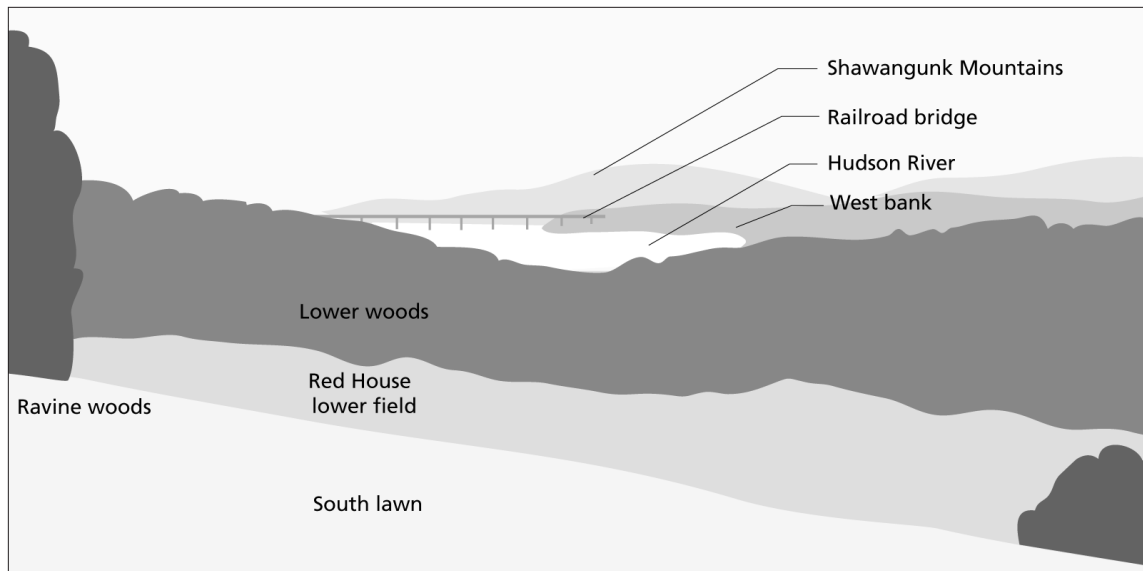 Shawangunk Mountains
Railroad bridge
Hudson River
West bank
Lower woods
Red House
lower field
Ravine woods
South lawn